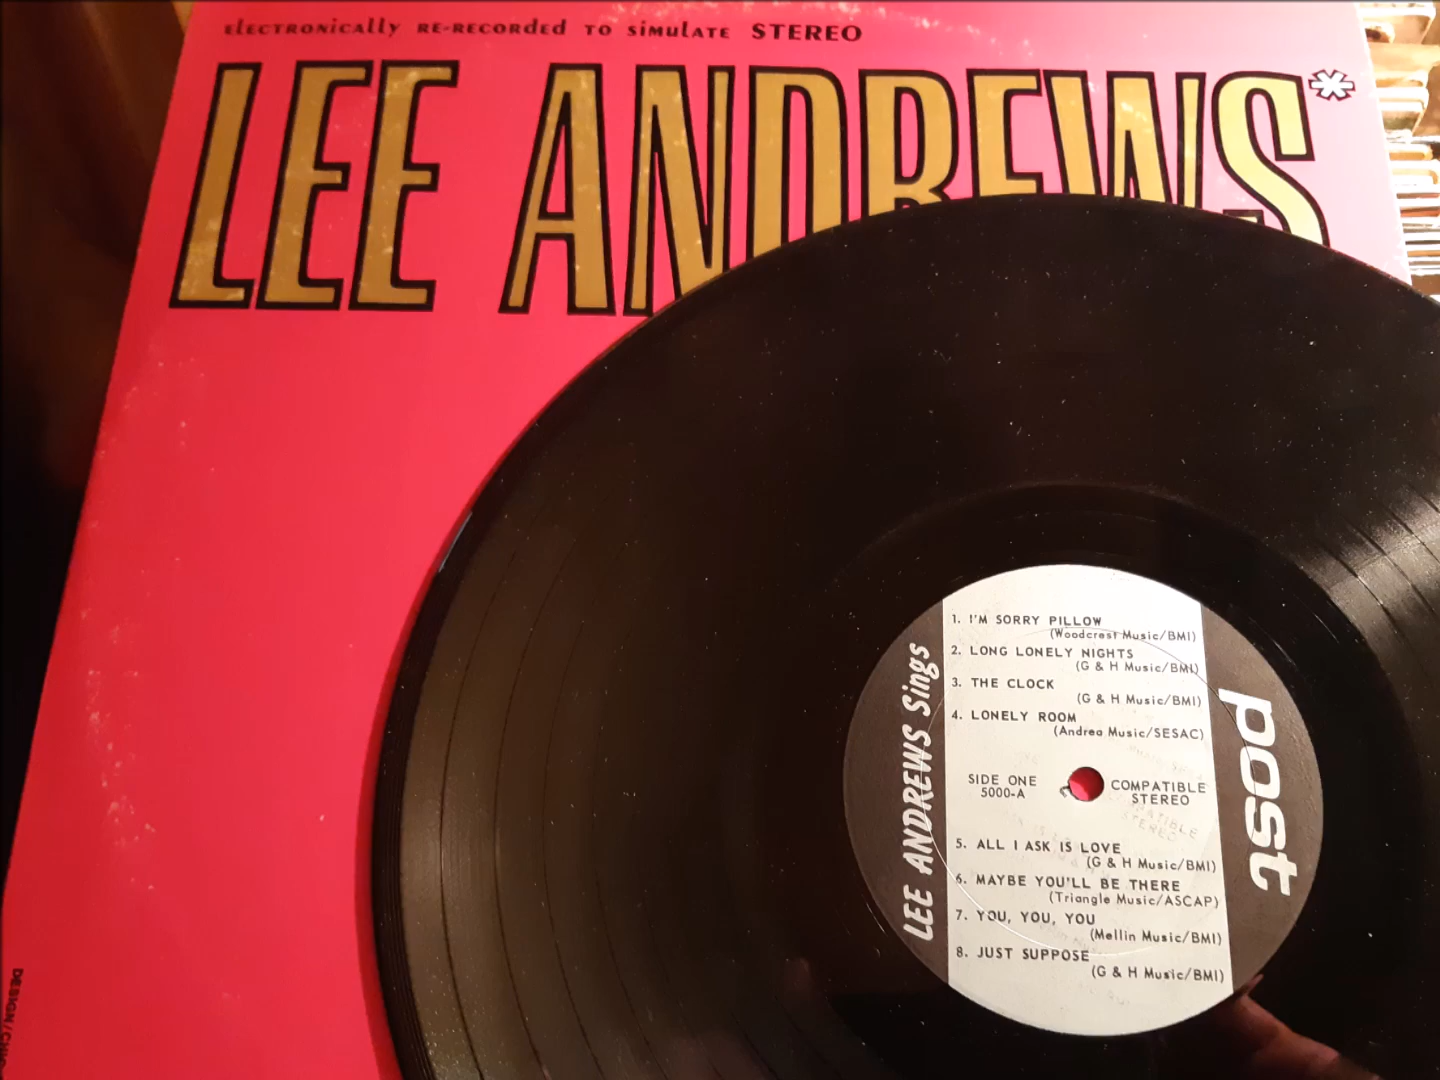 electronically re-recorded to simulate STEREO
LEE ANDREWS*
1. I'M SORRY PILLOW
(Woodcrest Music/BMI)
2. LONG LONELY NIGHTS
(G & H Music/BMI)
3. THE CLOCK
(G & H Music/BMI)
4. LONELY ROOM
(Andrea Music/SESAC)
SIDE ONE
5000-A
COMPATIBLE
STEREO
5. ALL I ASK IS LOVE
(G & H Music/BMI)
6. MAYBE YOU'LL BE THERE
(Triangle Music/ASCAP)
7. YOU, YOU, YOU
(Mellin Music/BMI)
8. JUST SUPPOSE
(G & H Music/BMI)
LEE ANDREWS Sings
post
DESIGN/